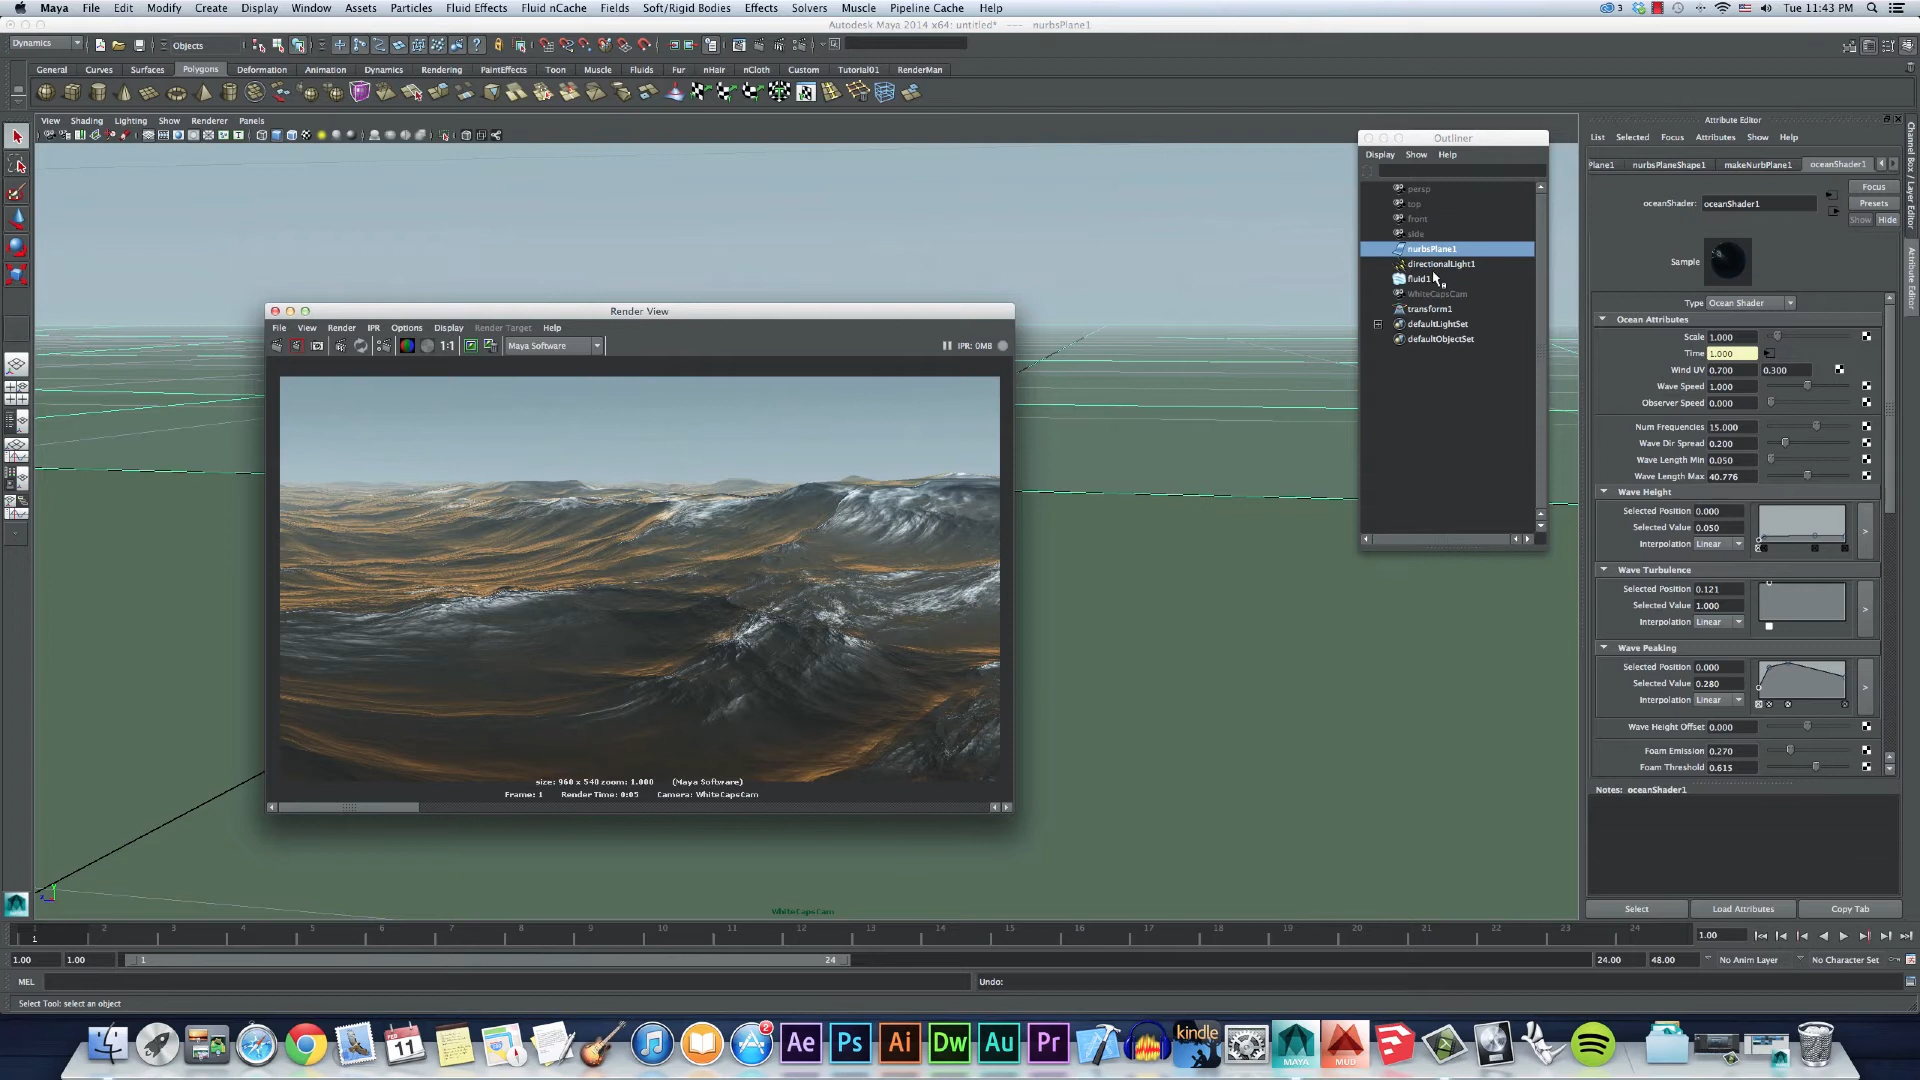 Maya File Edit Modify Create Display Window Assets Particles Fluid Effects Fluid nCache Fields Soft/Rigid Bodies Effects Solvers Muscle Pipeline Cache Help 3 Tue 11:43 PM
Autodesk Maya 2014 x64: untitled* --- nurbsPlane1
Dynamics Objects
General Curves Surfaces Polygons Deformation Animation Dynamics Rendering PaintEffects Toon Muscle Fluids Fur nHair nCloth Custom Tutorial01 RenderMan
View Shading Lighting Show Renderer Panels
Outliner
Display Show Help
persp
top
front
side
nurbsPlane1
directionalLight1
fluid1
WhiteCapsCam
transform1
defaultLightSet
defaultObjectSet
Render View
File View Render IPR Options Display Render Target Help
1:1 Maya Software IPR: 0MB
size: 960 x 540 zoom: 1.000 (Maya Software)
Frame: 1 Render Time: 0:05 Camera: WhiteCapsCam
WhiteCapsCam
Attribute Editor
List Selected Focus Attributes Show Help
Plane1 nurbsPlaneShape1 makeNurbPlane1 oceanShader1
Focus
oceanShader: oceanShader1 Presets
Show Hide
Sample
Type Ocean Shader
Ocean Attributes
Scale 1.000
Time 1.000
Wind UV 0.700 0.300
Wave Speed 1.000
Observer Speed 0.000
Num Frequencies 15.000
Wave Dir Spread 0.200
Wave Length Min 0.050
Wave Length Max 40.776
Wave Height
Selected Position 0.000
Selected Value 0.050
Interpolation Linear
Wave Turbulence
Selected Position 0.121
Selected Value 1.000
Interpolation Linear
Wave Peaking
Selected Position 0.000
Selected Value 0.280
Interpolation Linear
Wave Height Offset 0.000
Foam Emission 0.270
Foam Threshold 0.615
Notes: oceanShader1
Select Load Attributes Copy Tab
Channel Box / Layer Editor
Attribute Editor
1 2 3 4 5 6 7 8 9 10 11 12 13 14 15 16 17 18 19 20 21 22 23 24
1 1.00
1.00 1.00 1 24 24.00 48.00 No Anim Layer No Character Set
MEL Undo:
Select Tool: select an object
FEB 11 2 Ae Ps Ai Dw Au Pr kindle MAYA MUD